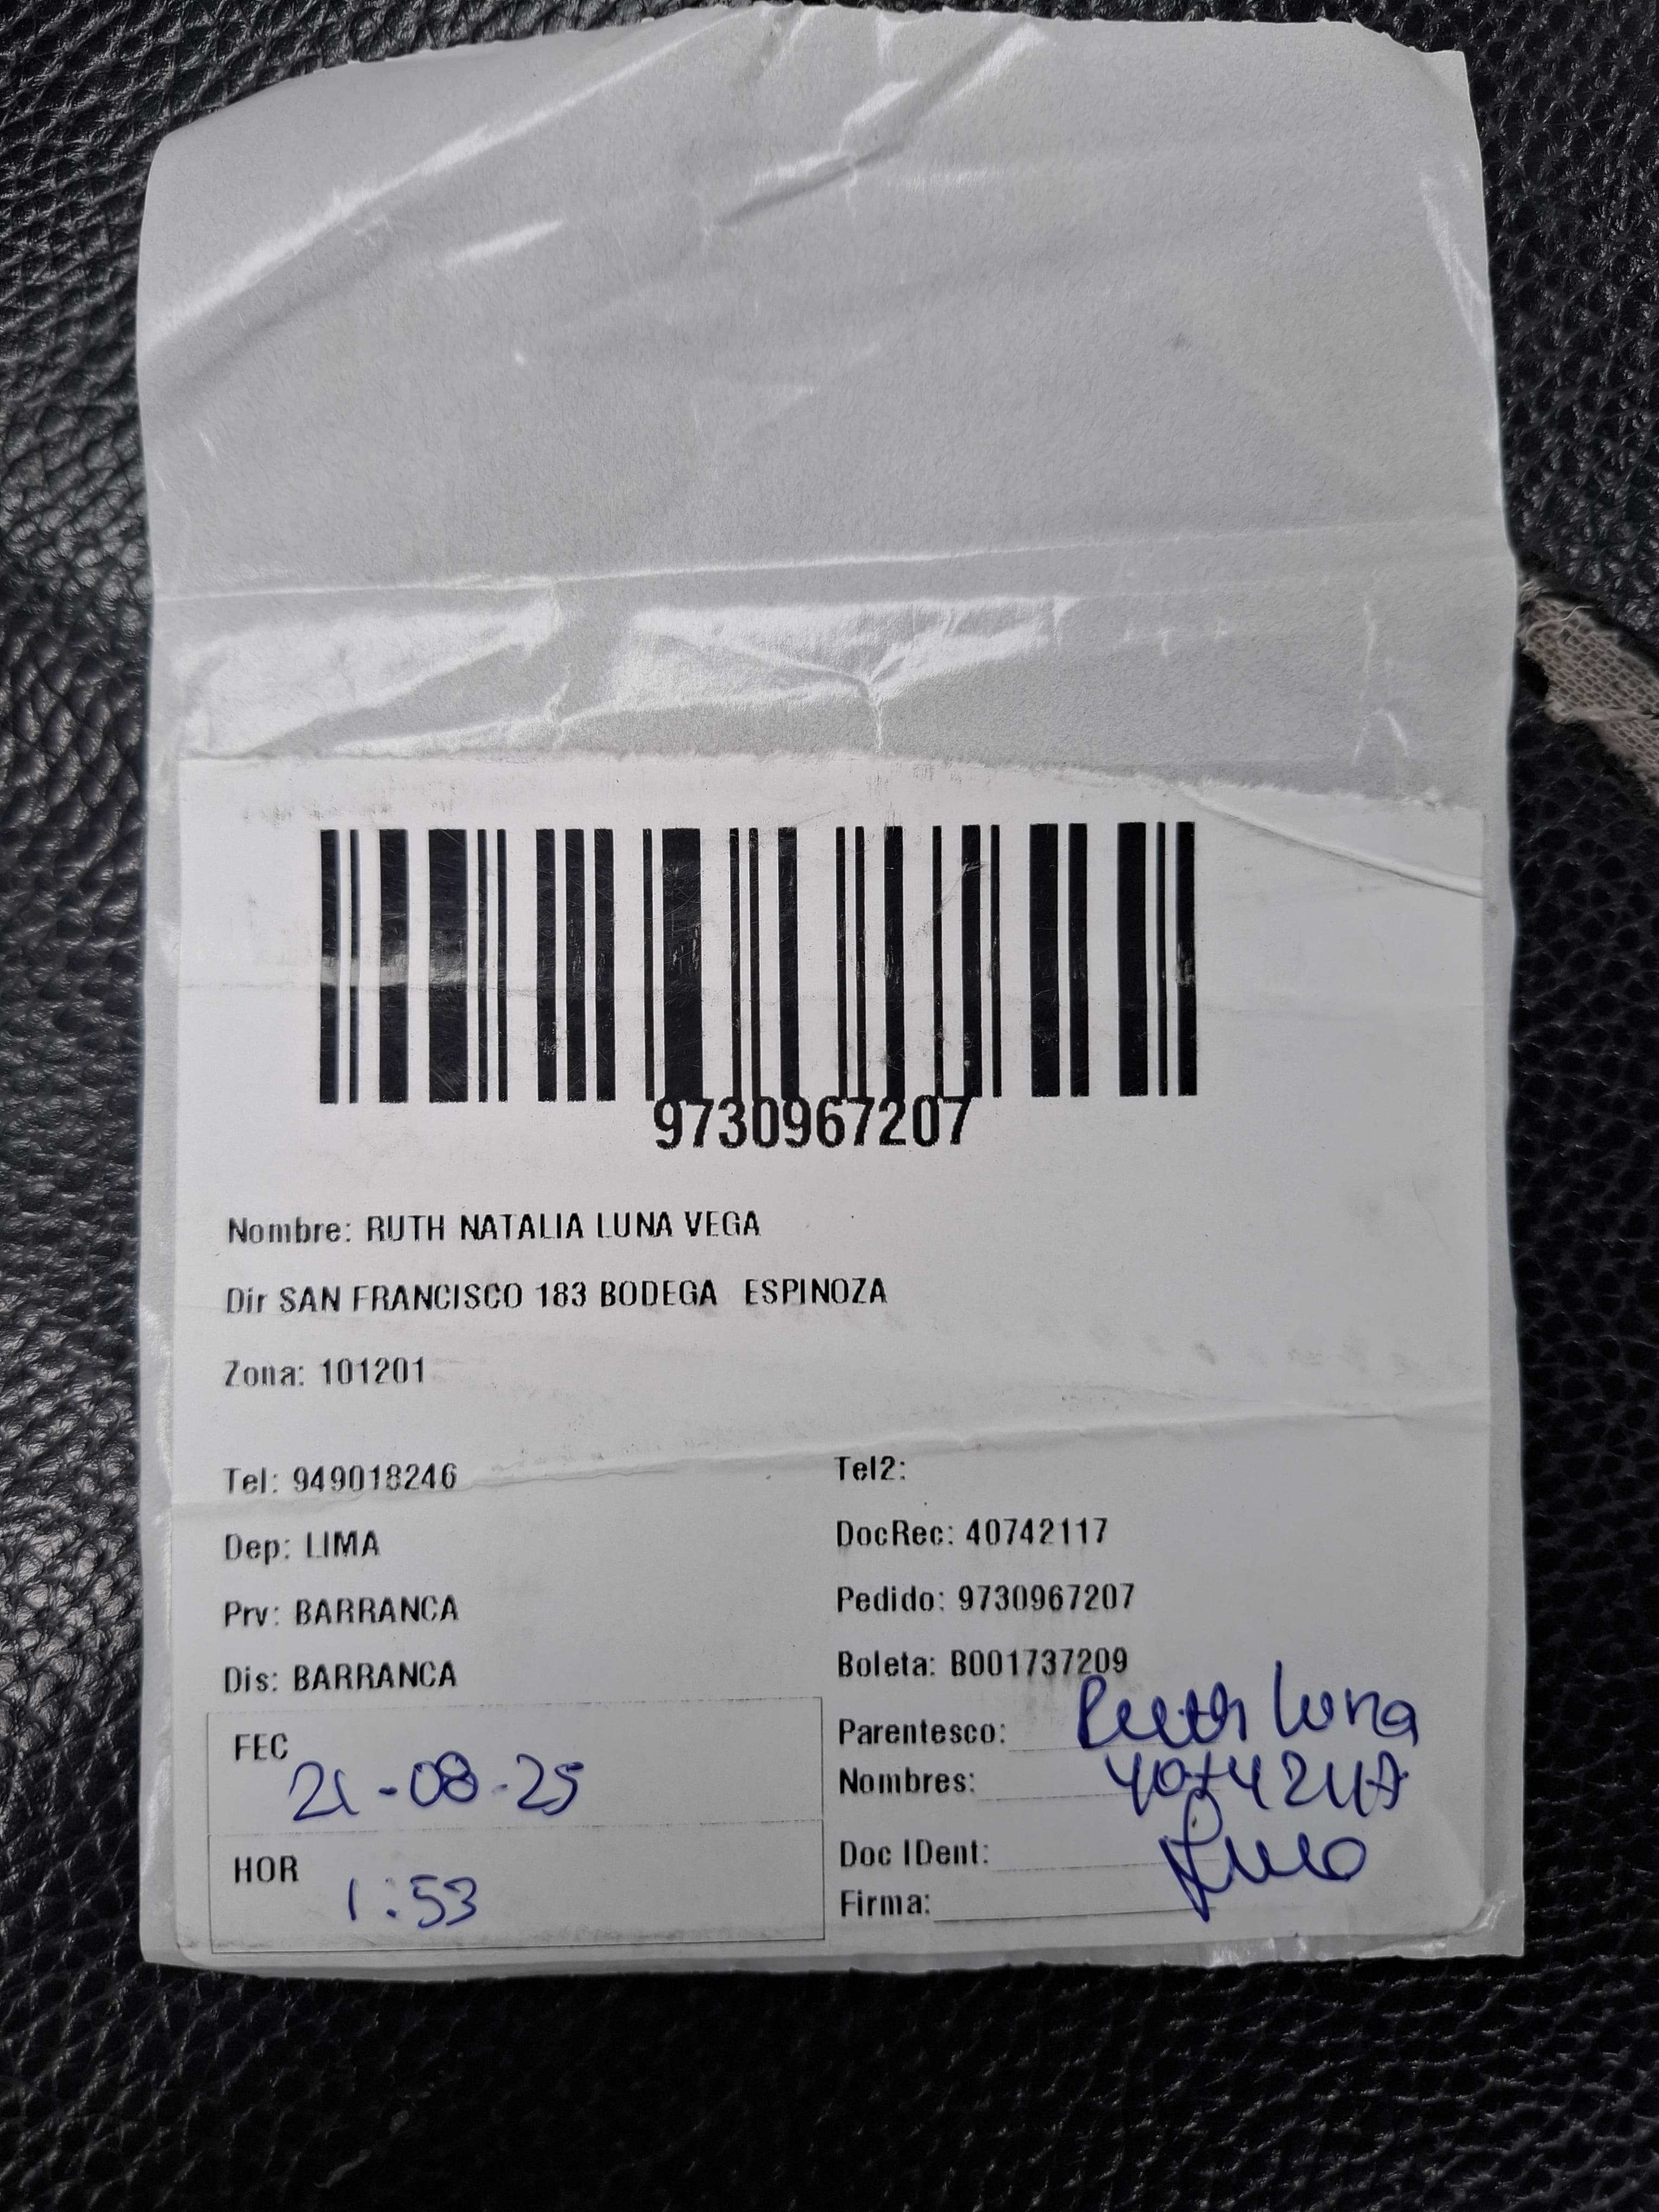 9730967207
Nombre: RUTH NATALIA LUNA VEGA
Dir SAN FRANCISCO 183 BODEGA ESPINOZA
Zona: 101201
Tel: 949018246
Tel2:
Dep: LIMA
DocRec: 40742117
Prv: BARRANCA
Pedido: 9730967207
Dis: BARRANCA
Boleta: B001737209
FEC
21-08-25
HOR
1:53
Parentesco: Ruth Luna
Nombres: 40742117
Doc IDent:
Firma: